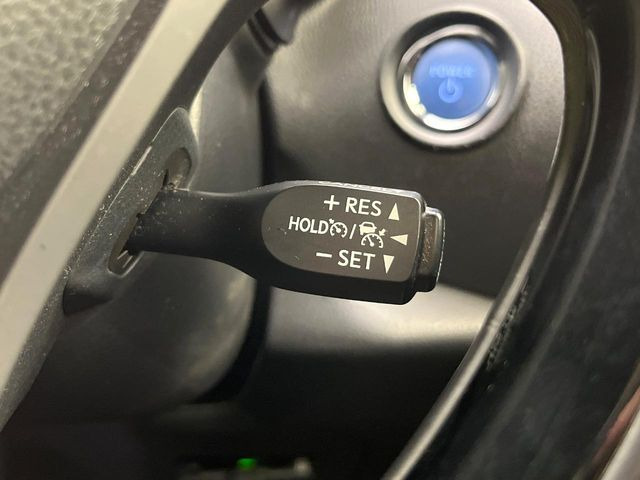 POWER
+ RES
HOLD /
- SET